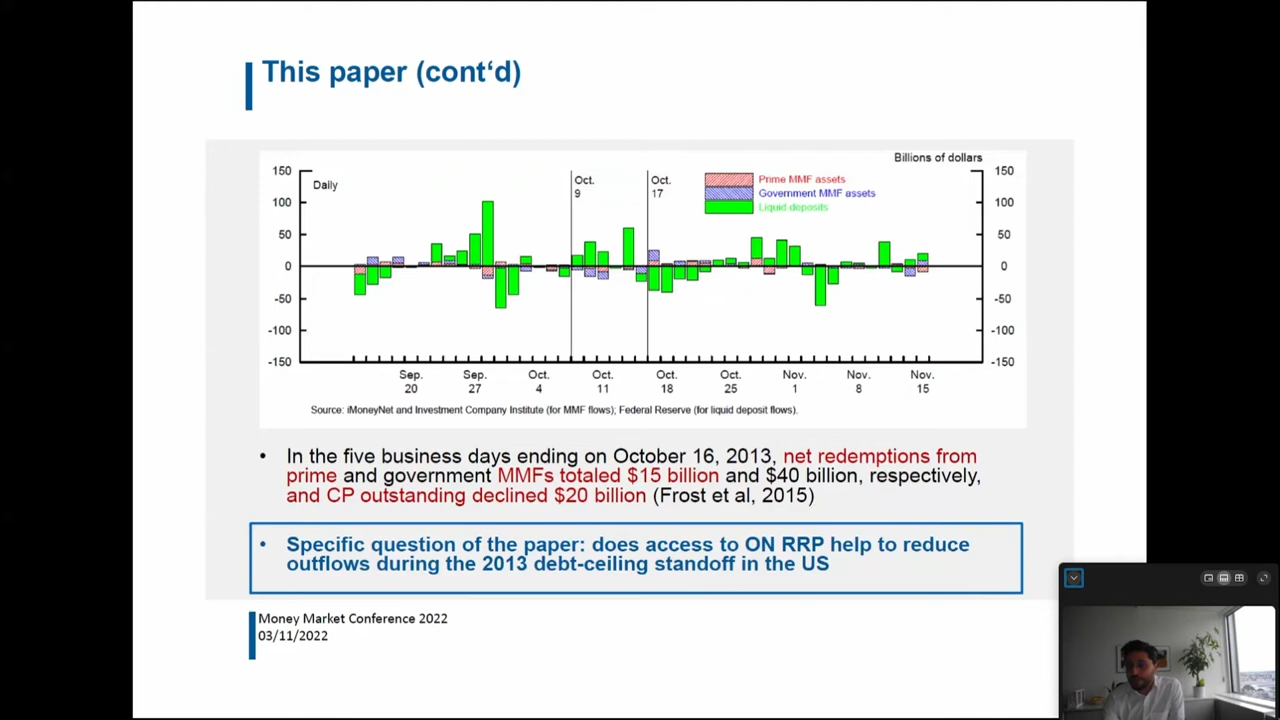 This paper (cont‘d)
Billions of dollars
150
100
50
0
-50
-100
-150
Daily
Oct.
9
Oct.
17
Prime MMF assets
Government MMF assets
Liquid deposits
150
100
50
0
-50
-100
-150
Sep.
20
Sep.
27
Oct.
4
Oct.
11
Oct.
18
Oct.
25
Nov.
1
Nov.
8
Nov.
15
Source: iMoneyNet and Investment Company Institute (for MMF flows); Federal Reserve (for liquid deposit flows).
• In the five business days ending on October 16, 2013, net redemptions from
prime and government MMFs totaled $15 billion and $40 billion, respectively,
and CP outstanding declined $20 billion (Frost et al, 2015)
• Specific question of the paper: does access to ON RRP help to reduce
outflows during the 2013 debt-ceiling standoff in the US
Money Market Conference 2022
03/11/2022